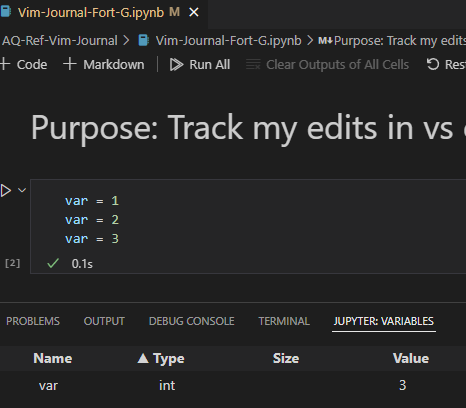 Vim-Journal-Fort-G.ipynb M
AQ-Ref-Vim-Journal > Vim-Journal-Fort-G.ipynb > M↓Purpose: Track my edits
+ Code + Markdown Run All Clear Outputs of All Cells
Purpose: Track my edits in vs
var = 1
var = 2
var = 3
[2] 0.1s
PROBLEMS OUTPUT DEBUG CONSOLE TERMINAL JUPYTER: VARIABLES
Name ▲ Type Size Value
var int 3